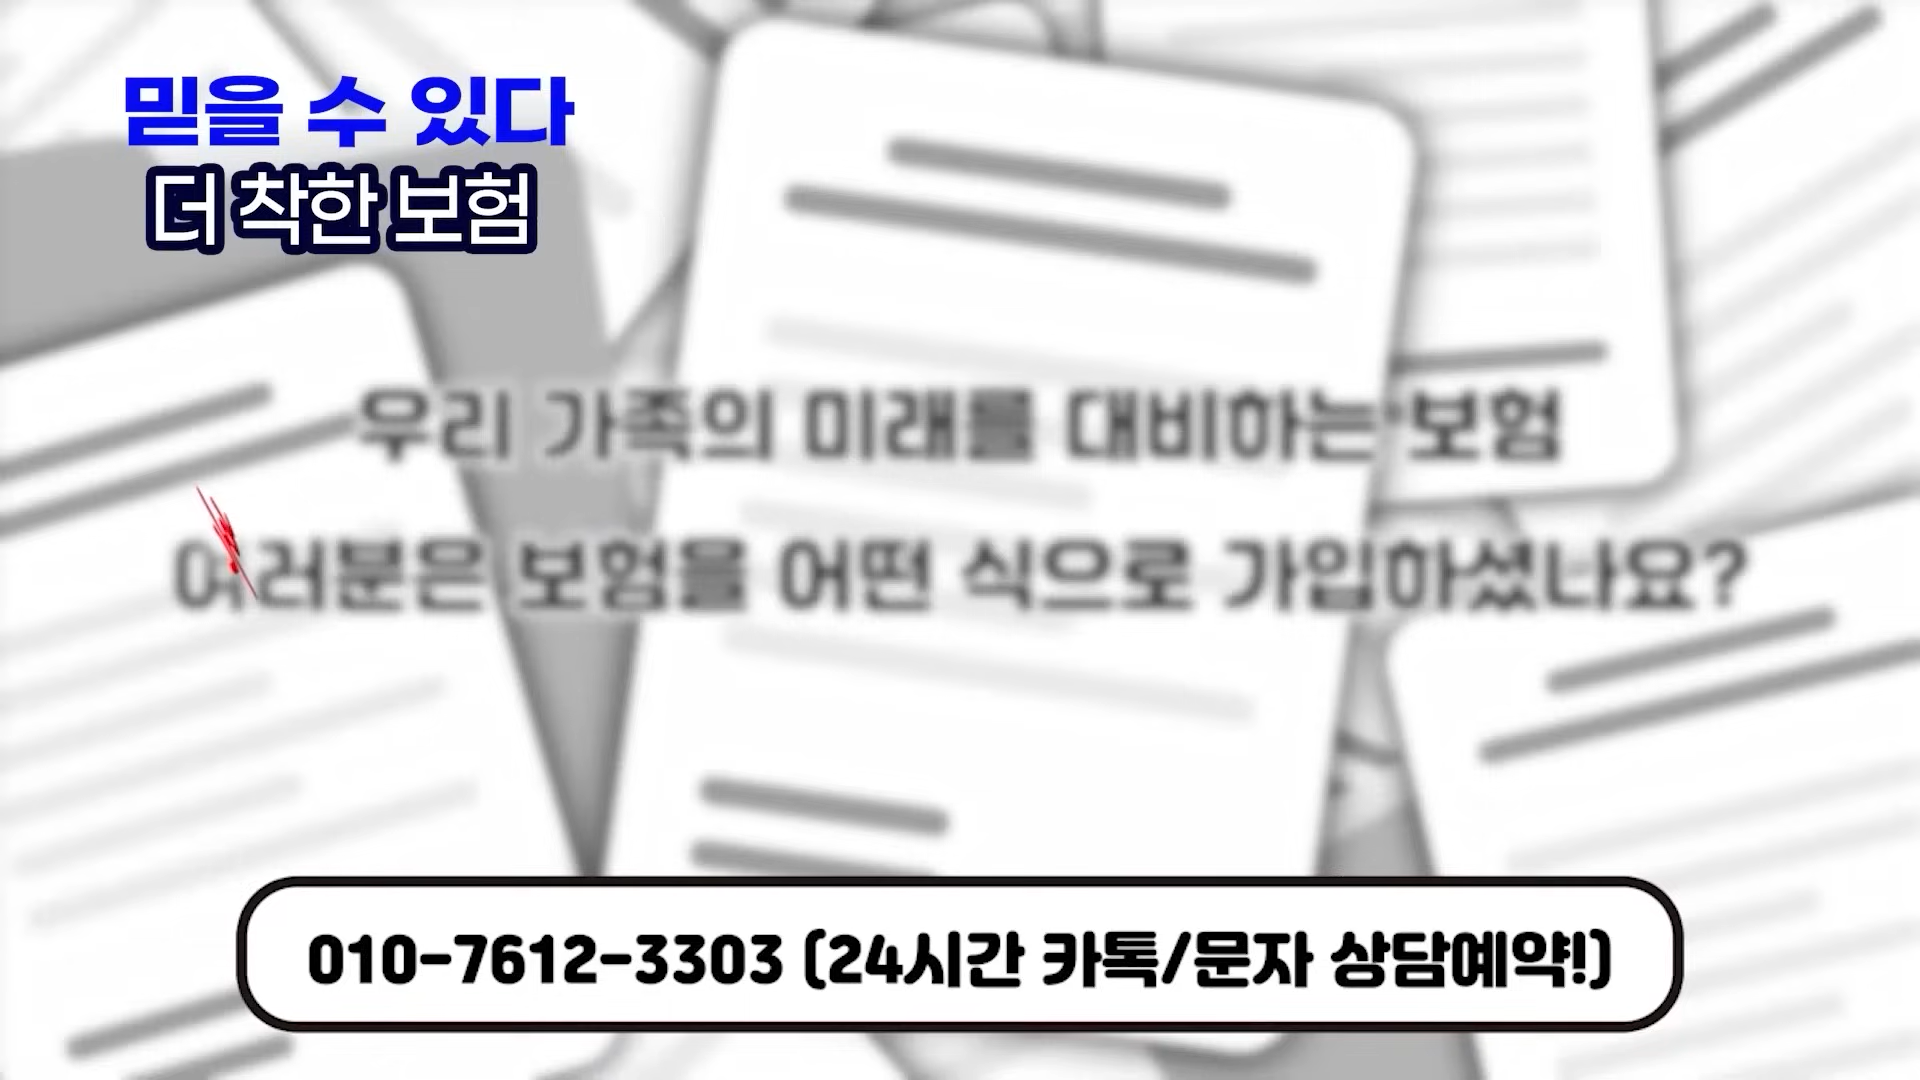 믿을 수 있다
더 착한 보험
우리 가족의 미래를 대비하는 보험
여러분은 보험을 어떤 식으로 가입하셨나요?
010-7612-3303 (24시간 카톡/문자 상담예약!)